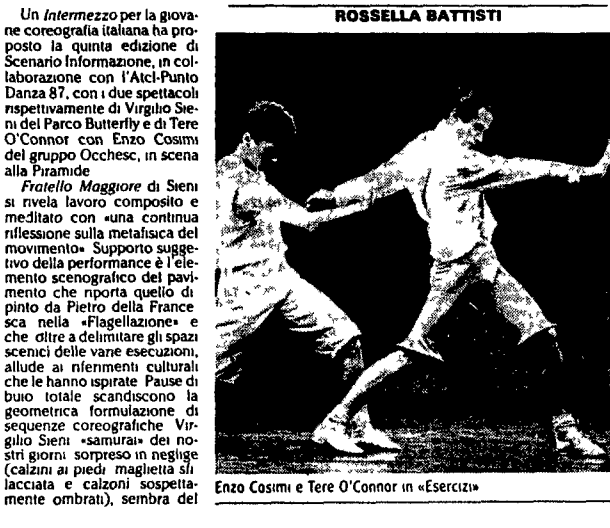 Un Intermezzo per la giova-
ne coreografia italiana ha pro-
posto la quinta edizione di
Scenario Informazione, in col-
laborazione con l'Atcl-Punto
Danza 87, con i due spettacoli
rispettivamente di Virgilio Sie-
ni del Parco Butterfly e di Tere
O'Connor con Enzo Cosimi
del gruppo Occhesc, in scena
alla Piramide
Fratello Maggiore di Sieni
si rivela lavoro composito e
meditato con «una continua
riflessione sulla metafisica del
movimento» Supporto sugge-
tivo della performance è l'ele-
mento scenografico del pavi-
mento che riporta quello di
pinto da Pietro della France
sca nella «Flagellazione» e
che oltre a delimitare gli spazi
scenici delle varie esecuzioni,
allude ai riferimenti culturali
che le hanno ispirate Pause di
buio totale scandiscono la
geometrica formulazione di
sequenze coreografiche Vir-
gilio Sieni «samurai» dei no-
stri giorni sorpreso in neglige
(calzini ai piedi maglietta sfi
lacciata e calzoni sospetta-
mente ombrati), sembra del
ROSSELLA BATTISTI
Enzo Cosimi e Tere O'Connor in «Esercizi»